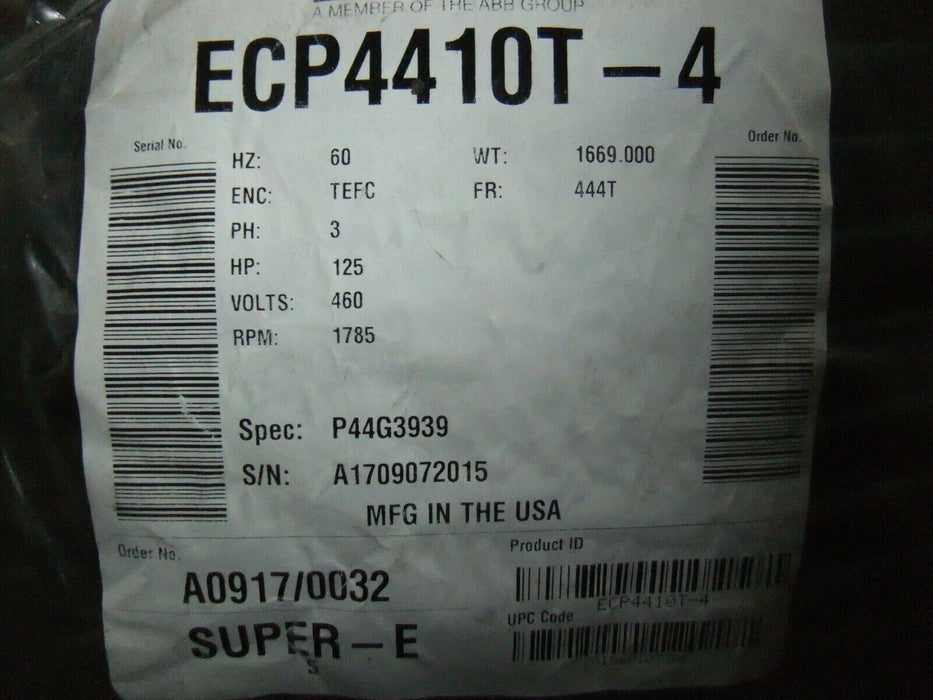 A MEMBER OF THE ABB GROUP
ECP4410T-4
Serial No.
Order No.
HZ: 60 WT: 1669.000
ENC: TEFC FR: 444T
PH: 3
HP: 125
VOLTS: 460
RPM: 1785
Spec: P44G3939
S/N: A1709072015
MFG IN THE USA
Order No.
Product ID
A0917/0032
ECP4410T-4
UPC Code
SUPER-E
5